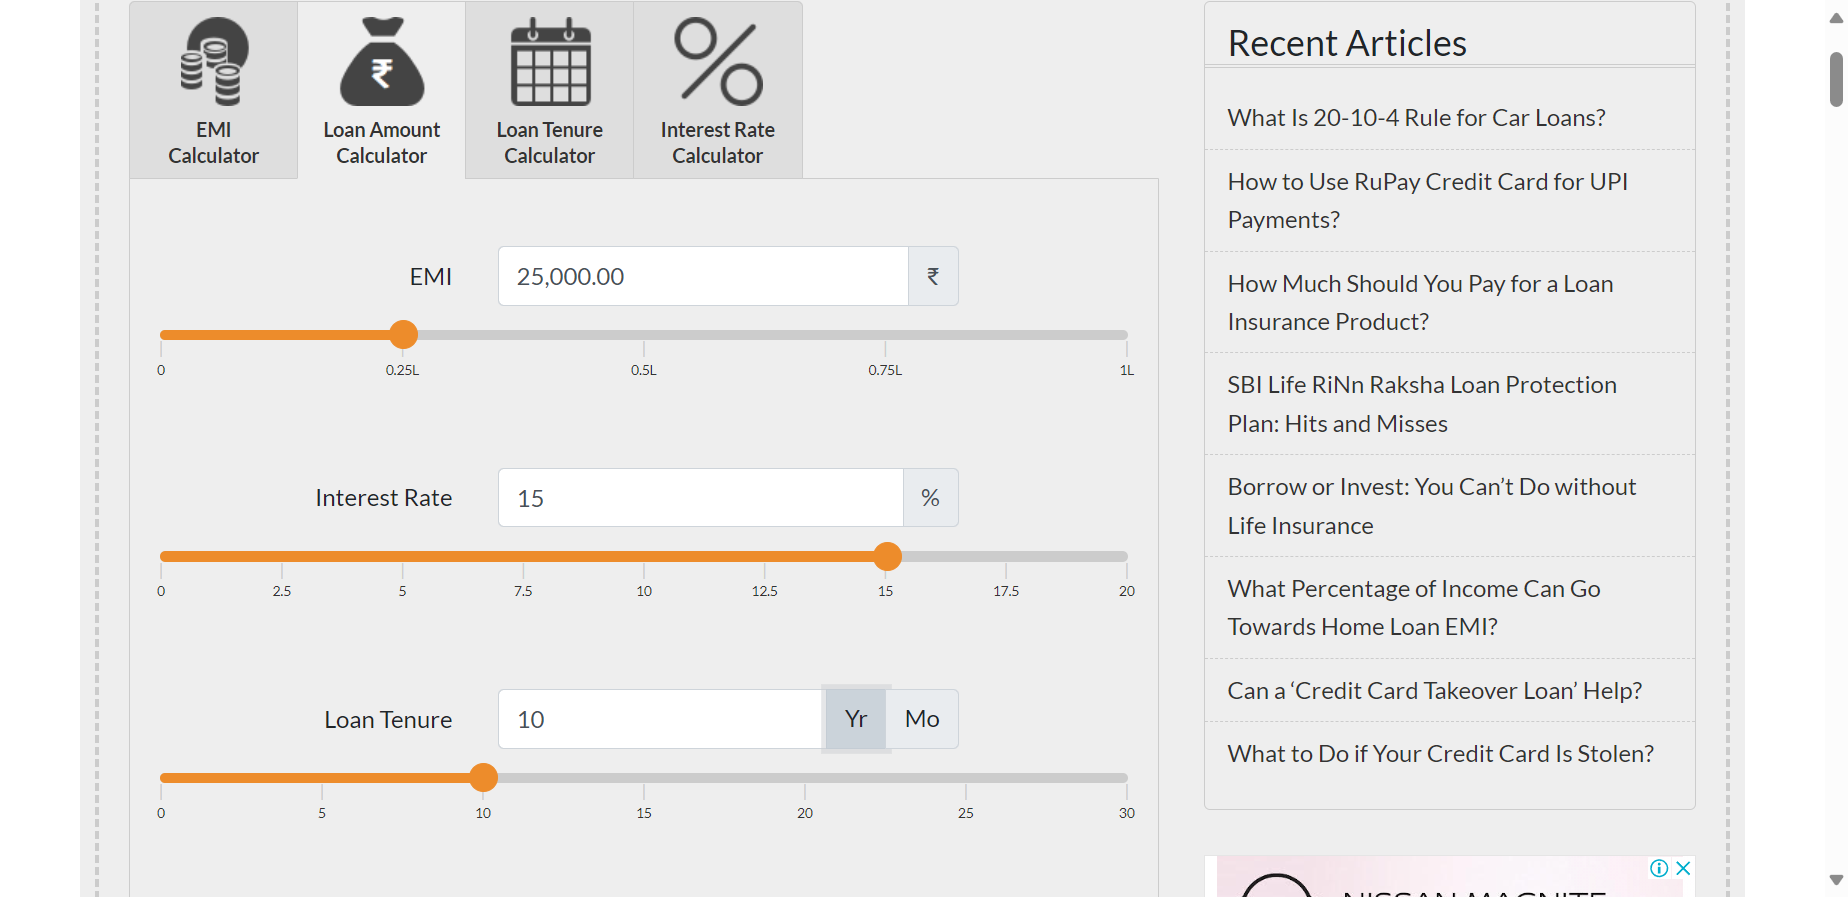 EMI
Calculator
₹
Loan Amount
Calculator
Loan Tenure
Calculator
Interest Rate
Calculator
EMI
25,000.00
₹
0 0.25L 0.5L 0.75L 1L
Interest Rate
15
%
0 2.5 5 7.5 10 12.5 15 17.5 20
Loan Tenure
10
Yr Mo
0 5 10 15 20 25 30
Recent Articles
What Is 20-10-4 Rule for Car Loans?
How to Use RuPay Credit Card for UPI
Payments?
How Much Should You Pay for a Loan
Insurance Product?
SBI Life RiNn Raksha Loan Protection
Plan: Hits and Misses
Borrow or Invest: You Can’t Do without
Life Insurance
What Percentage of Income Can Go
Towards Home Loan EMI?
Can a ‘Credit Card Takeover Loan’ Help?
What to Do if Your Credit Card Is Stolen?
NISSAN MAGNITE